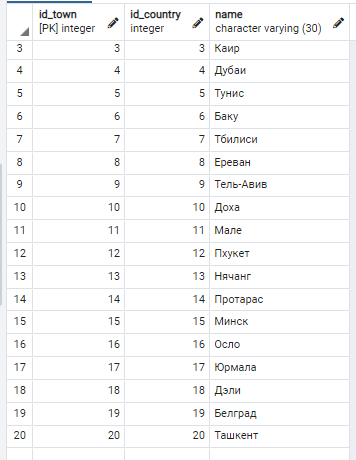 id_town id_country name
[PK] integer integer character varying (30)
3 3 3 Каир
4 4 4 Дубаи
5 5 5 Тунис
6 6 6 Баку
7 7 7 Тбилиси
8 8 8 Ереван
9 9 9 Тель-Авив
10 10 10 Доха
11 11 11 Мале
12 12 12 Пхукет
13 13 13 Нячанг
14 14 14 Протарас
15 15 15 Минск
16 16 16 Осло
17 17 17 Юрмала
18 18 18 Дэли
19 19 19 Белград
20 20 20 Ташкент